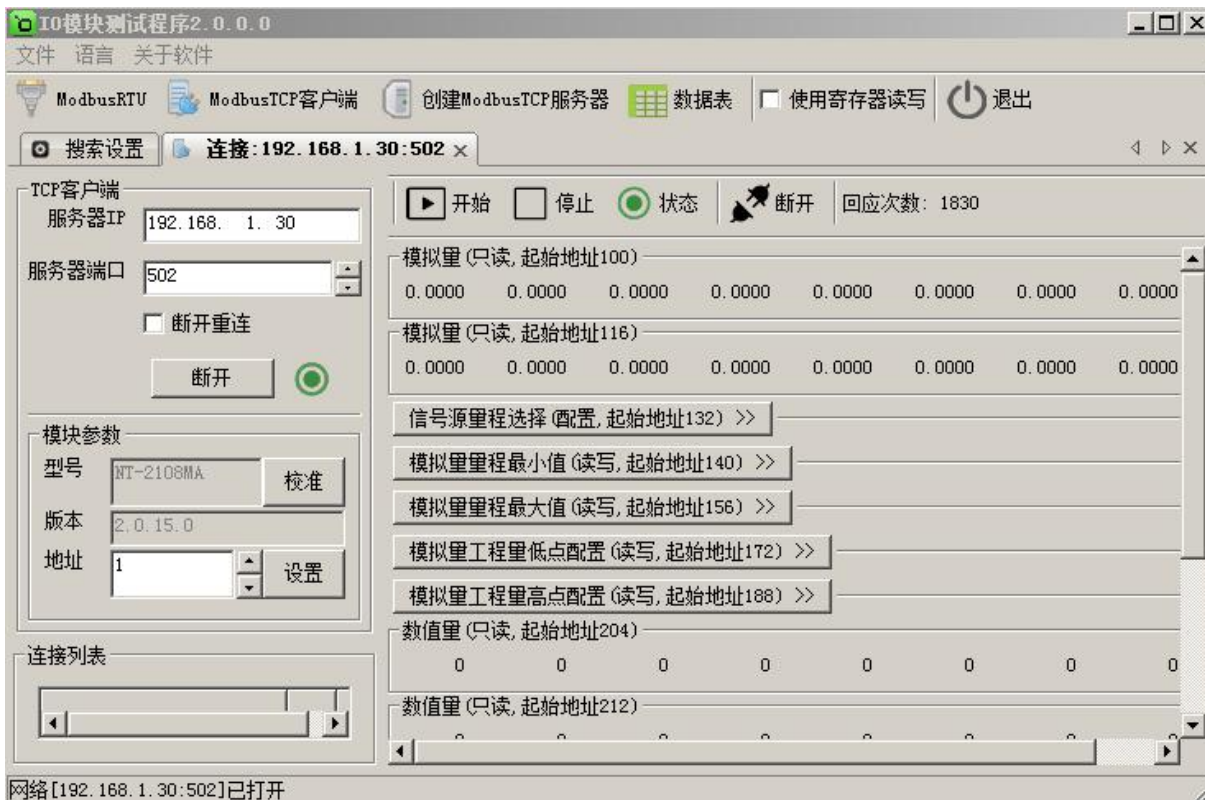 IO模块测试程序2.0.0.0
文件 语言 关于软件
ModbusRTU ModbusTCP客户端 创建ModbusTCP服务器 数据表 使用寄存器读写 退出
搜索设置 连接:192.168.1.30:502
TCP客户端
服务器IP 192.168. 1. 30
服务器端口 502
断开重连
断开
模块参数
型号 NT-2108MA 校准
版本 2.0.15.0
地址 1 设置
连接列表
开始 停止 状态 断开 回应次数: 1830
模拟量(只读,起始地址100)
0.0000 0.0000 0.0000 0.0000 0.0000 0.0000 0.0000 0.0000
模拟量(只读,起始地址116)
0.0000 0.0000 0.0000 0.0000 0.0000 0.0000 0.0000 0.0000
信号源量程选择(配置,起始地址132) >>
模拟量量程最小值(读写,起始地址140) >>
模拟量量程最大值(读写,起始地址156) >>
模拟量工程量低点配置(读写,起始地址172) >>
模拟量工程量高点配置(读写,起始地址188) >>
数值量(只读,起始地址204)
0 0 0 0 0 0 0 0
数值量(只读,起始地址212)
网络[192.168.1.30:502]已打开